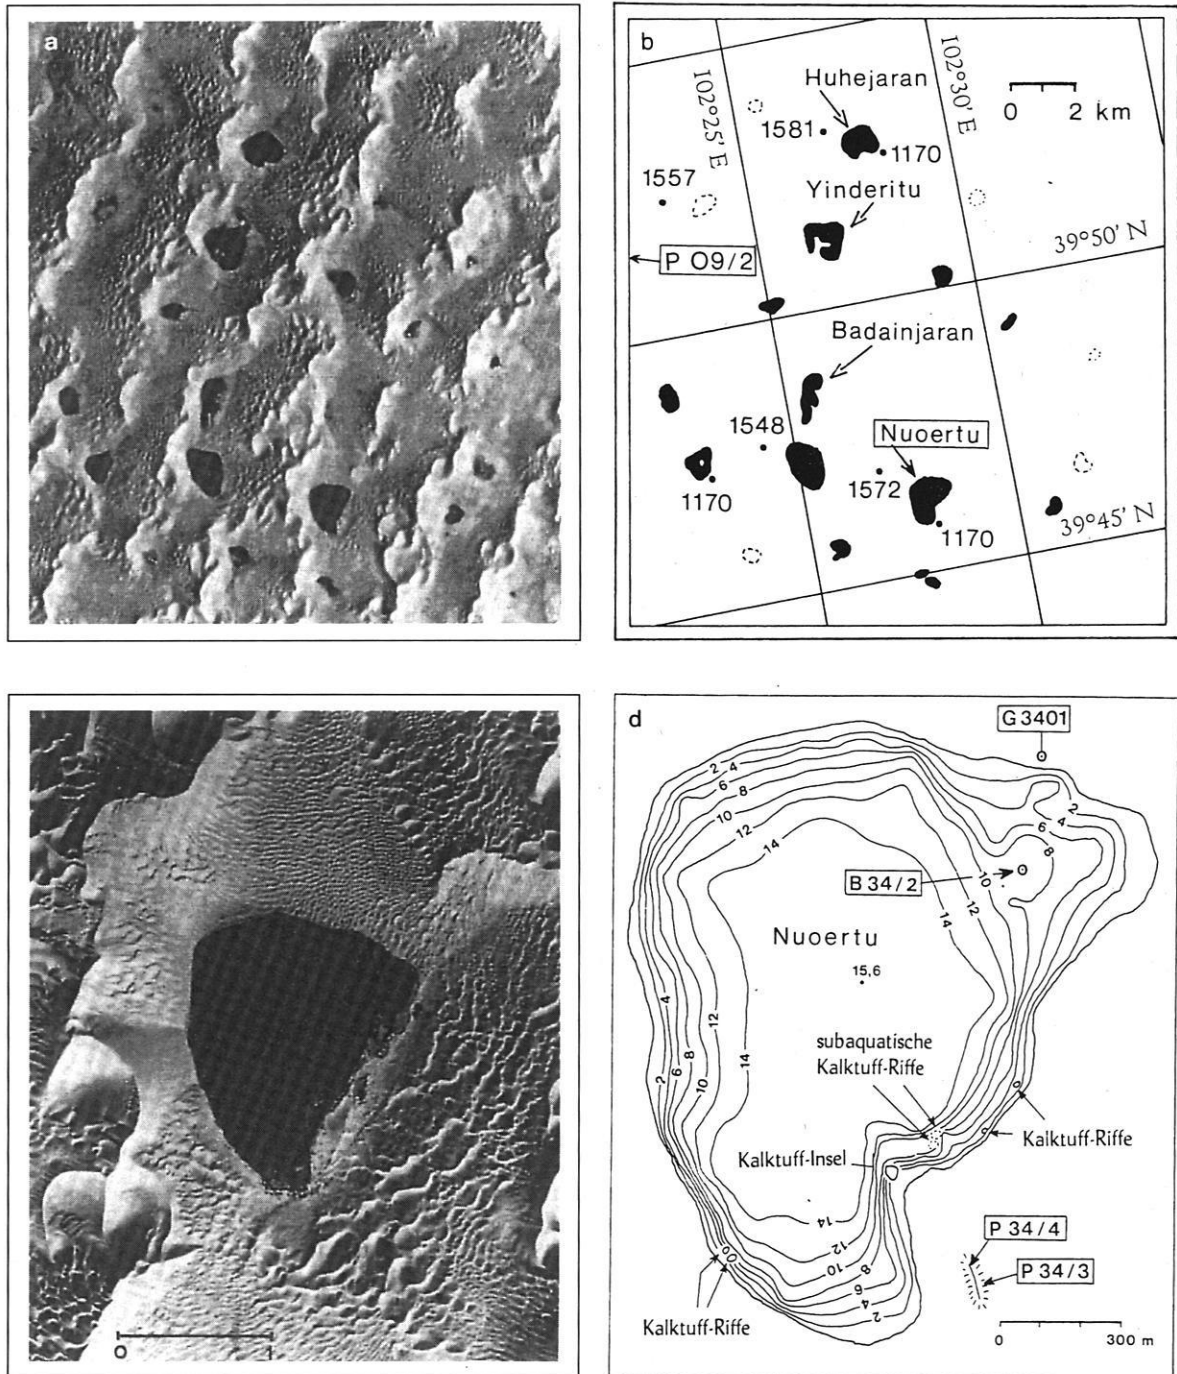 a
b
Huhejaran
102°25' E
102°30' E
0 2 km
1581
1170
1557
Yinderitu
39°50' N
P O9/2
Badainjaran
1548
Nuoertu
1572
1170
1170
39°45' N
0 1
d
G 3401
2 4
6
8
10
12
14
2
4
6
8
10
B 34/2
12
14
Nuoertu
15,6
4
12
8
2 6 10
14
subaquatische
Kalktuff-Riffe
Kalktuff-Riffe
Kalktuff-Insel
14
12
10
8
6
4
2
P 34/4
P 34/3
Kalktuff-Riffe
0 300 m